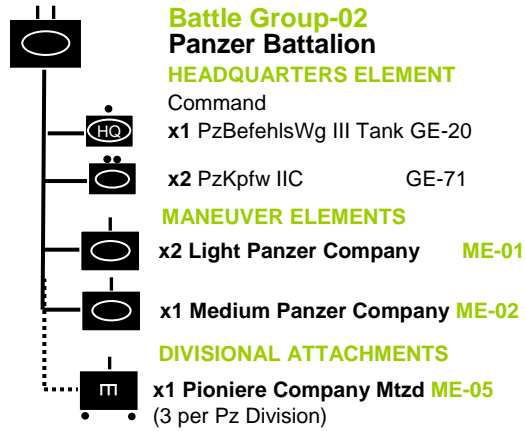 Battle Group-02
Panzer Battalion
HEADQUARTERS ELEMENT
Command
HQ
x1 PzBefehlsWg III Tank GE-20
x2 PzKpfw IIC GE-71
MANEUVER ELEMENTS
x2 Light Panzer Company ME-01
x1 Medium Panzer Company ME-02
DIVISIONAL ATTACHMENTS
x1 Pioniere Company Mtzd ME-05
(3 per Pz Division)